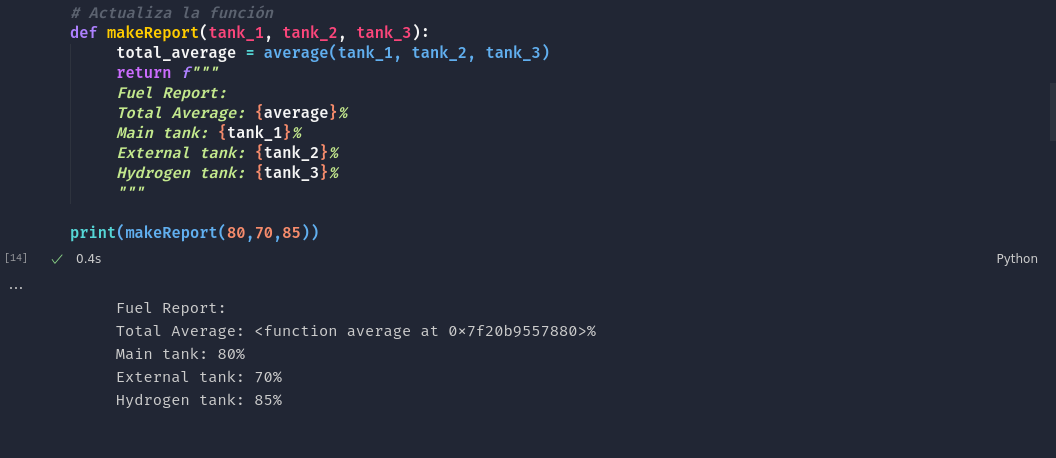 # Actualiza la función
def makeReport(tank_1, tank_2, tank_3):
total_average = average(tank_1, tank_2, tank_3)
return f"""
Fuel Report:
Total Average: {average}%
Main tank: {tank_1}%
External tank: {tank_2}%
Hydrogen tank: {tank_3}%
"""
print(makeReport(80,70,85))
[14] ✓ 0.4s Python
...
Fuel Report:
Total Average: <function average at 0x7f20b9557880>%
Main tank: 80%
External tank: 70%
Hydrogen tank: 85%